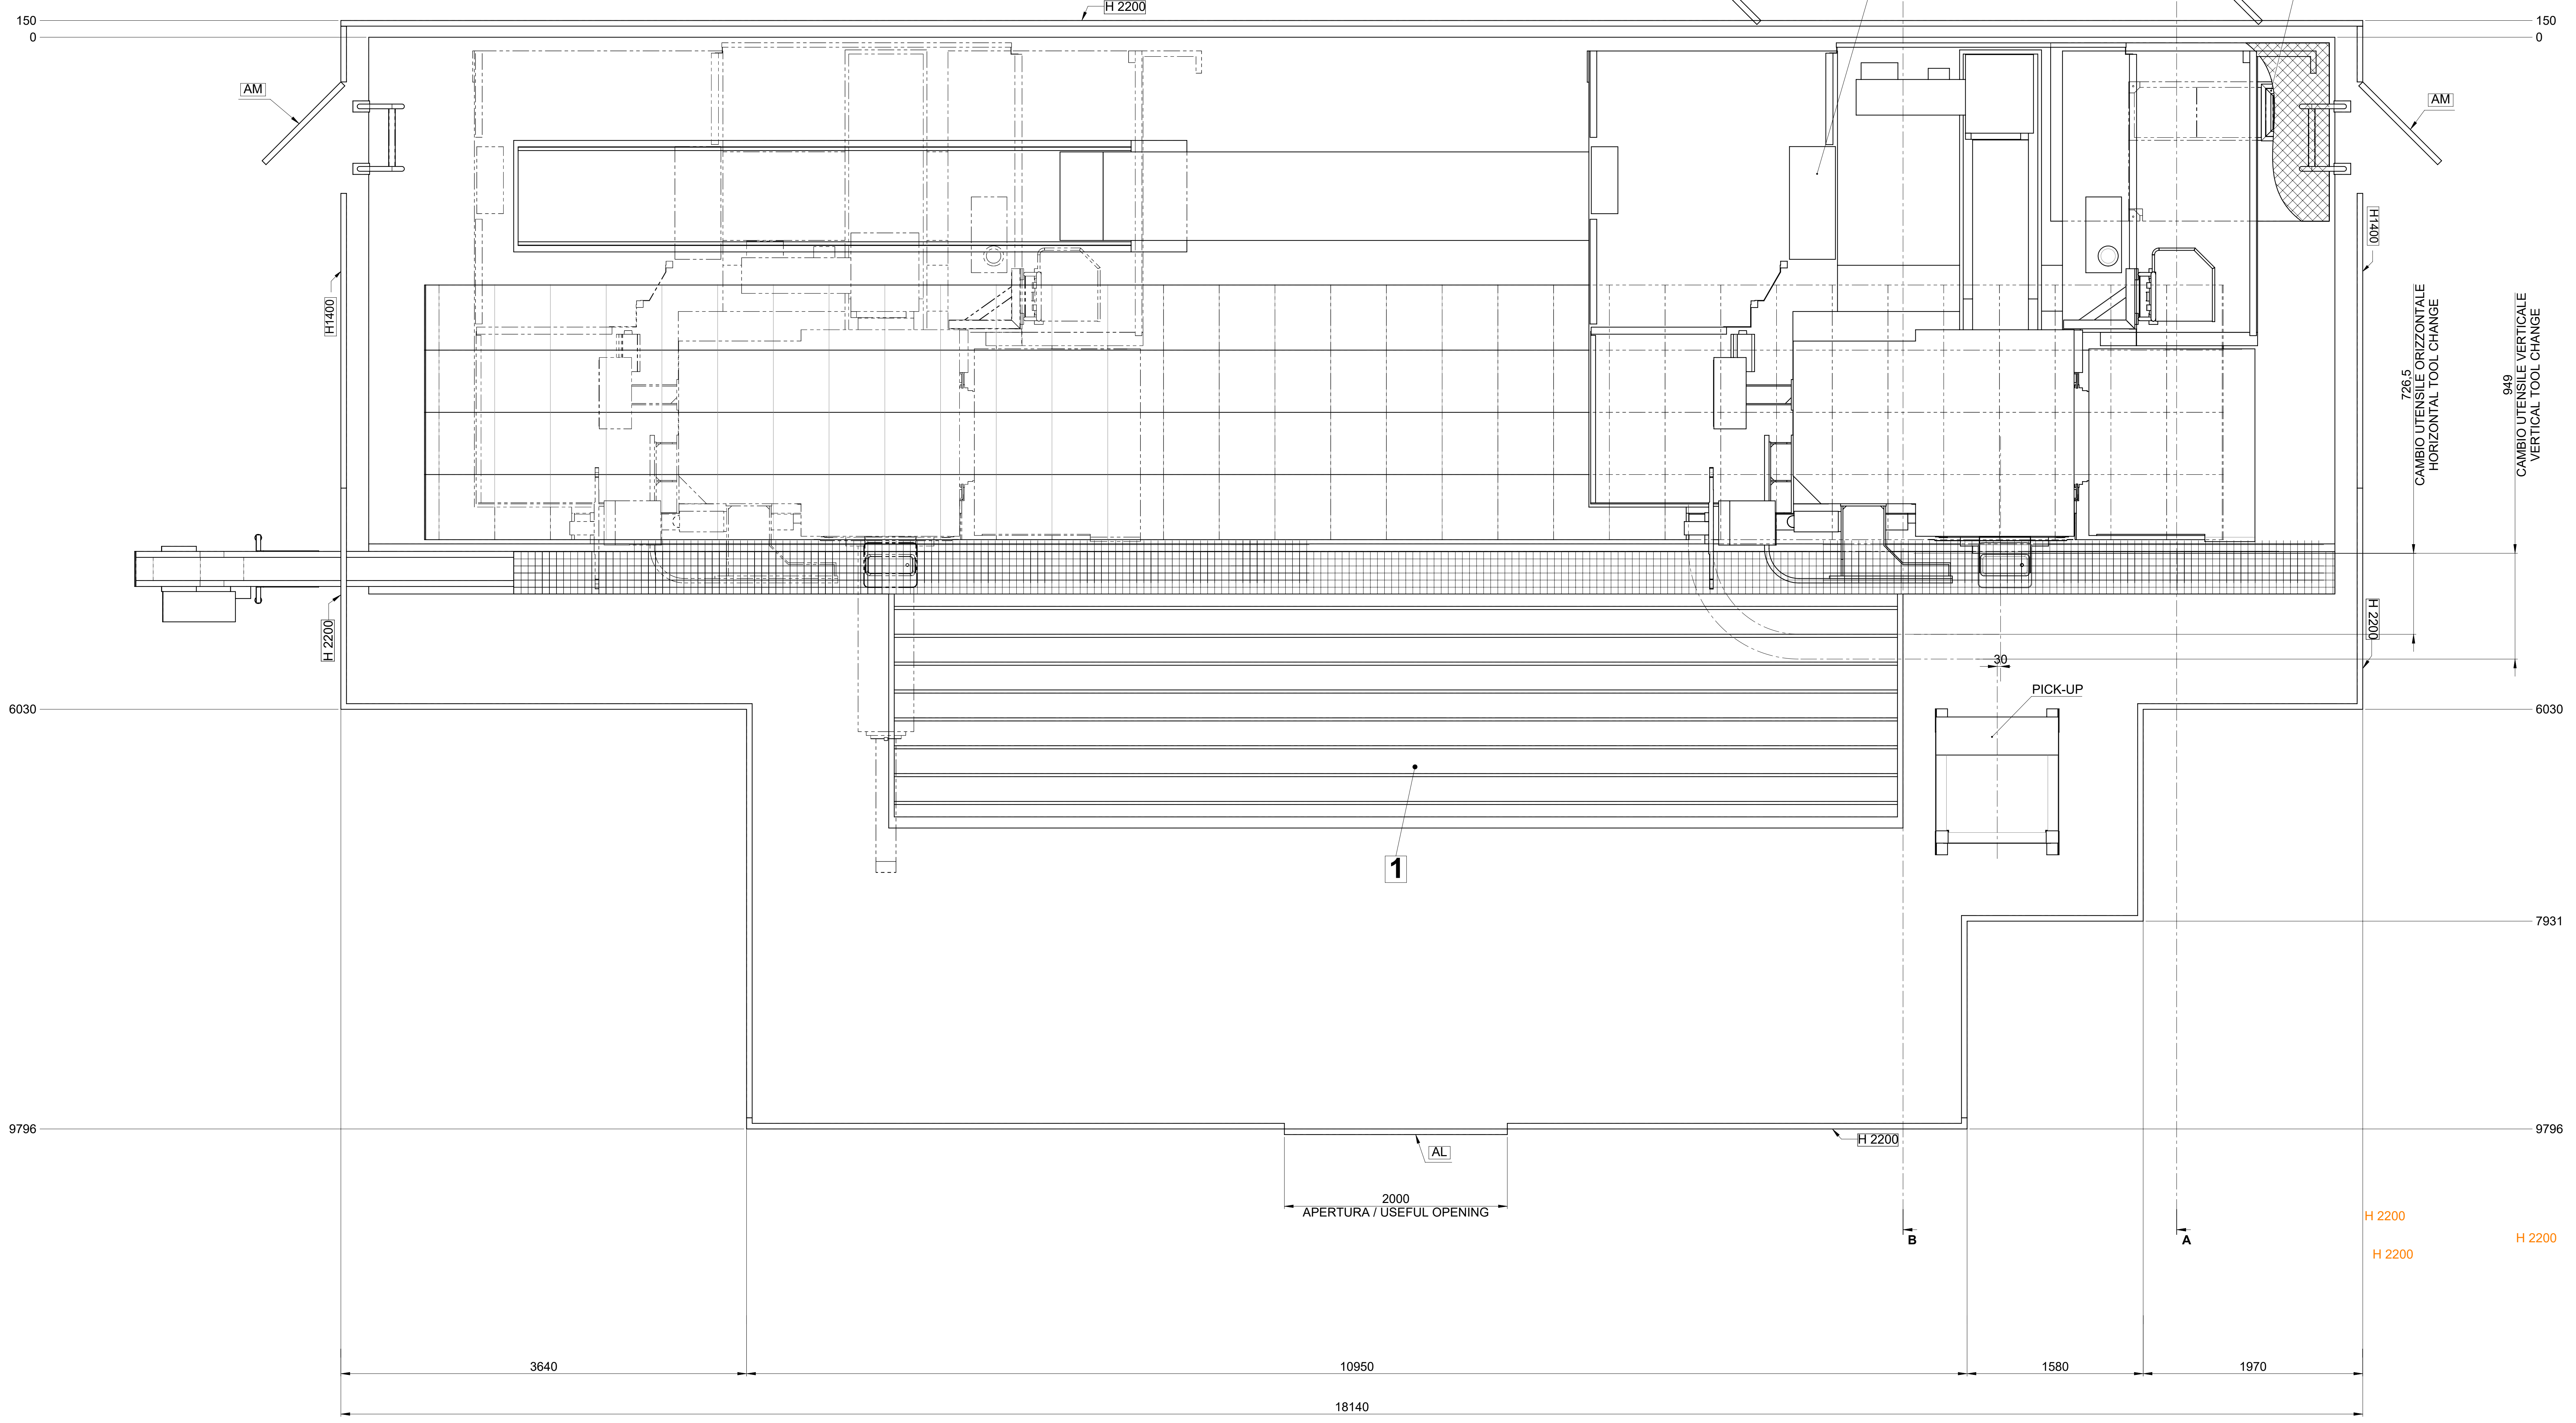 H 2200
150
150
0
0
AM
AM
H1400
H1400
726,5
CAMBIO UTENSILE ORIZZONTALE
HORIZONTAL TOOL CHANGE
949
CAMBIO UTENSILE VERTICALE
VERTICAL TOOL CHANGE
H 2200
H 2200
30
PICK-UP
6030
6030
1
7931
9796
9796
H 2200
AL
2000
APERTURA / USEFUL OPENING
B
A
H 2200
H 2200
H 2200
3640
10950
1580
1970
18140